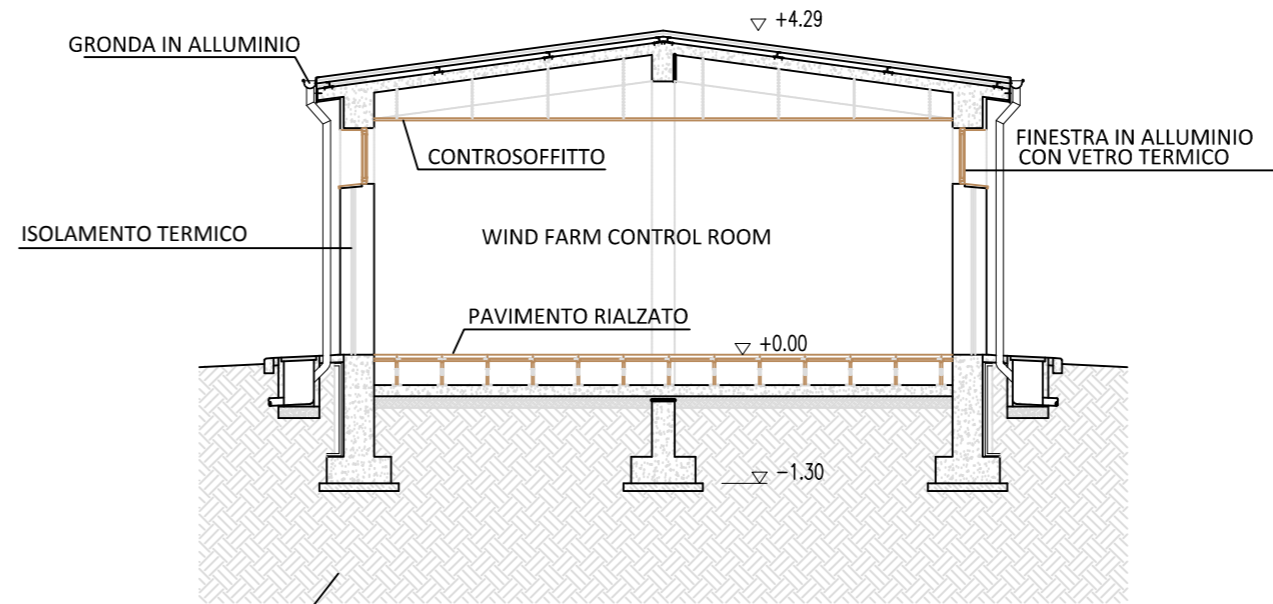 +4.29
GRONDA IN ALLUMINIO
CONTROSOFFITTO
FINESTRA IN ALLUMINIO
CON VETRO TERMICO
ISOLAMENTO TERMICO
WIND FARM CONTROL ROOM
PAVIMENTO RIALZATO
+0.00
-1.30